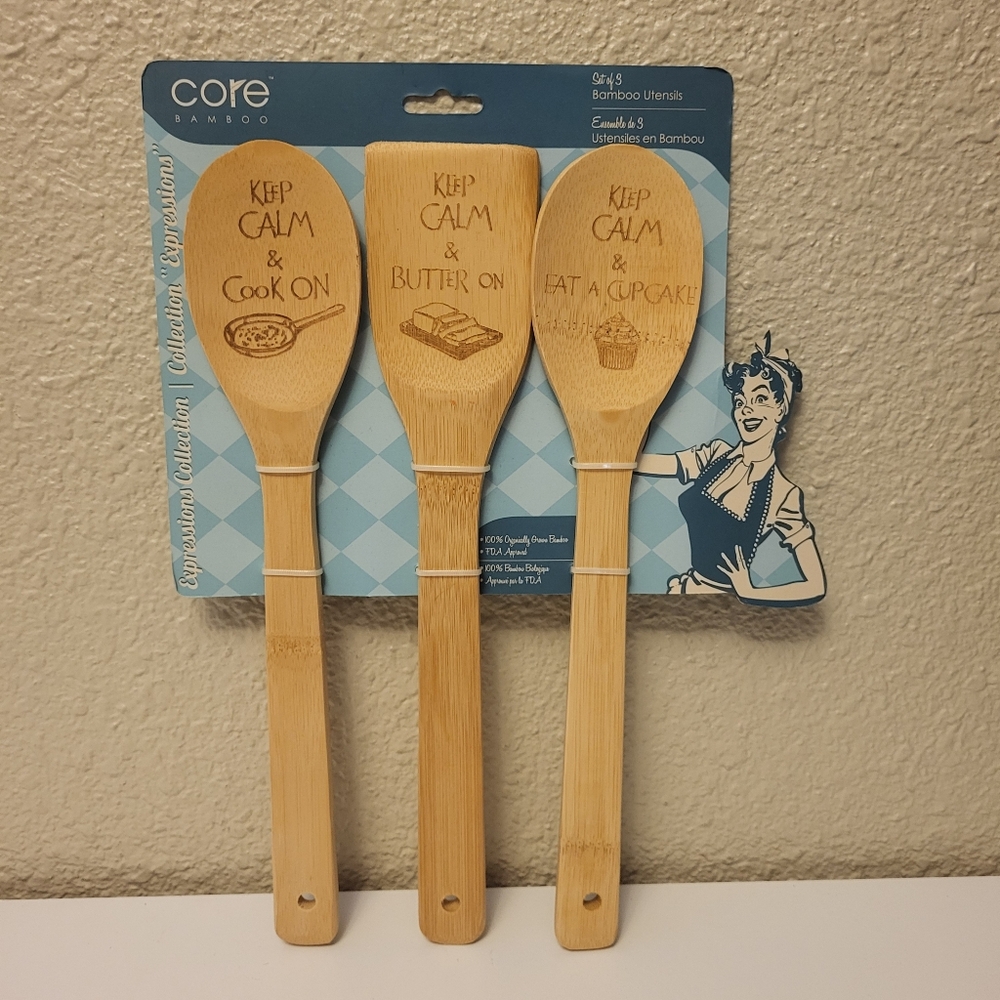 core™
BAMBOO
Set of 3
Bamboo Utensils
Ensemble de 3
Ustensiles en Bambou
Expressions Collection | Collection "Expressions"
KEEP
CALM
&
COOK ON
KEEP
CALM
&
BUTTER ON
KEEP
CALM
&
EAT A CUPCAKE
• 100% Organically Grown Bamboo
• FDA Approved
• 100% Bambou Biologique
• Approuvé par la FDA